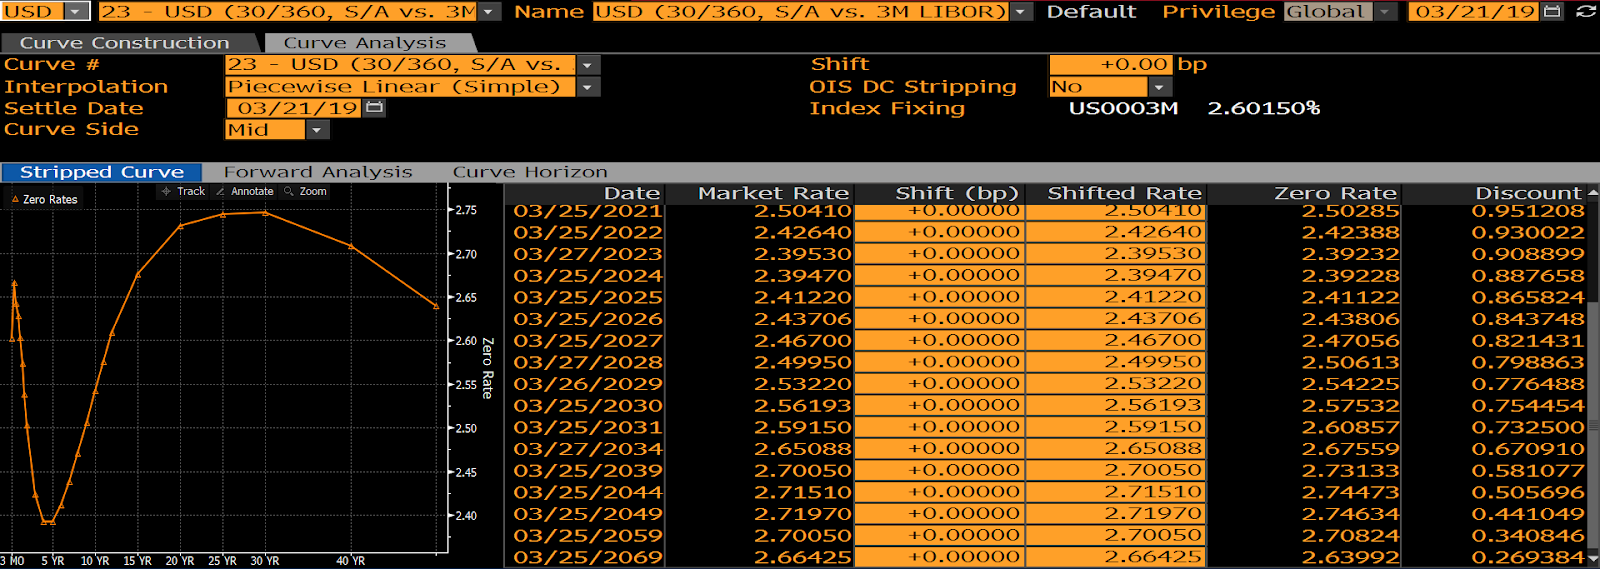 USD 23 - USD (30/360, S/A vs. 3M Name USD (30/360, S/A vs. 3M LIBOR) Default Privilege Global 03/21/19
Curve Construction Curve Analysis
Curve # 23 - USD (30/360, S/A vs. Shift +0.00 bp
Interpolation Piecewise Linear (Simple) OIS DC Stripping No
Settle Date 03/21/19 Index Fixing US0003M 2.60150%
Curve Side Mid
Stripped Curve Forward Analysis Curve Horizon
Track Annotate Zoom
Zero Rates
2.75
2.70
2.65
2.60
2.55
2.50
2.45
2.40
Zero Rate
3 MO 5 YR 10 YR 15 YR 20 YR 25 YR 30 YR 40 YR
Date Market Rate Shift (bp) Shifted Rate Zero Rate Discount
03/25/2021 2.50410 +0.00000 2.50410 2.50285 0.951208
03/25/2022 2.42640 +0.00000 2.42640 2.42388 0.930022
03/27/2023 2.39530 +0.00000 2.39530 2.39232 0.908899
03/25/2024 2.39470 +0.00000 2.39470 2.39228 0.887658
03/25/2025 2.41220 +0.00000 2.41220 2.41122 0.865824
03/25/2026 2.43706 +0.00000 2.43706 2.43806 0.843748
03/25/2027 2.46700 +0.00000 2.46700 2.47056 0.821431
03/27/2028 2.49950 +0.00000 2.49950 2.50613 0.798863
03/26/2029 2.53220 +0.00000 2.53220 2.54225 0.776488
03/25/2030 2.56193 +0.00000 2.56193 2.57532 0.754454
03/25/2031 2.59150 +0.00000 2.59150 2.60857 0.732500
03/27/2034 2.65088 +0.00000 2.65088 2.67559 0.670910
03/25/2039 2.70050 +0.00000 2.70050 2.73133 0.581077
03/25/2044 2.71510 +0.00000 2.71510 2.74473 0.505696
03/25/2049 2.71970 +0.00000 2.71970 2.74634 0.441049
03/25/2059 2.70050 +0.00000 2.70050 2.70824 0.340846
03/25/2069 2.66425 +0.00000 2.66425 2.63992 0.269384